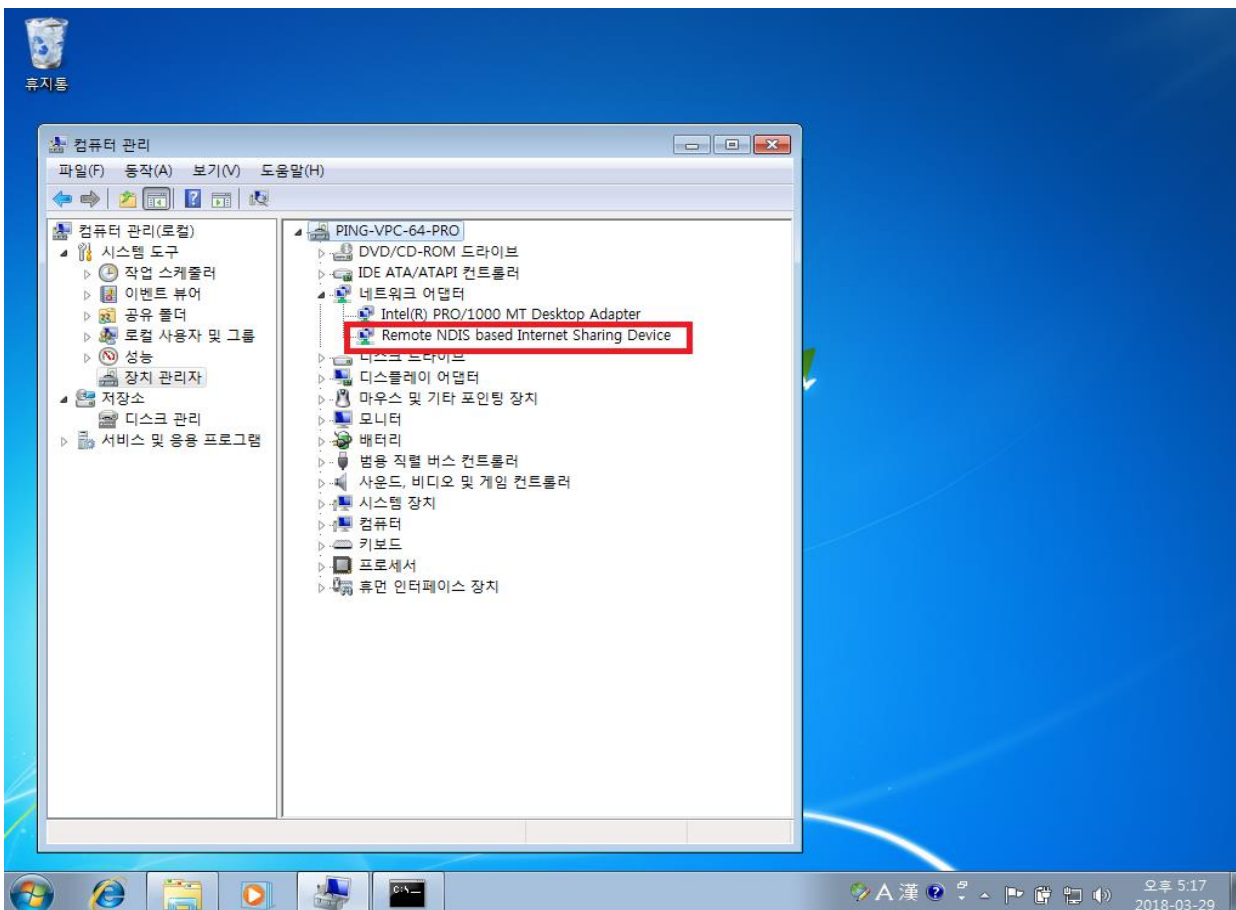 휴지통
컴퓨터 관리
파일(F) 동작(A) 보기(V) 도움말(H)
컴퓨터 관리(로컬)
시스템 도구
작업 스케줄러
이벤트 뷰어
공유 폴더
로컬 사용자 및 그룹
성능
장치 관리자
저장소
디스크 관리
서비스 및 응용 프로그램
PING-VPC-64-PRO
DVD/CD-ROM 드라이브
IDE ATA/ATAPI 컨트롤러
네트워크 어댑터
Intel(R) PRO/1000 MT Desktop Adapter
Remote NDIS based Internet Sharing Device
디스크 드라이브
디스플레이 어댑터
마우스 및 기타 포인팅 장치
모니터
배터리
범용 직렬 버스 컨트롤러
사운드, 비디오 및 게임 컨트롤러
시스템 장치
컴퓨터
키보드
프로세서
휴먼 인터페이스 장치
C:\
A 漢
오후 5:17
2018-03-29